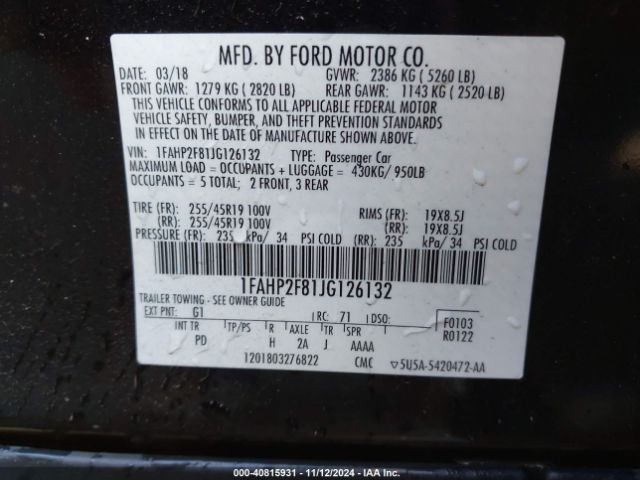 MFD. BY FORD MOTOR CO.
DATE: 03/18 GVWR: 2386 KG ( 5260 LB)
FRONT GAWR: 1279 KG ( 2820 LB) REAR GAWR: 1143 KG ( 2520 LB)
THIS VEHICLE CONFORMS TO ALL APPLICABLE FEDERAL MOTOR
VEHICLE SAFETY, BUMPER, AND THEFT PREVENTION STANDARDS
IN EFFECT ON THE DATE OF MANUFACTURE SHOWN ABOVE.
VIN: 1FAHP2F81JG126132 TYPE: Passenger Car
MAXIMUM LOAD = OCCUPANTS + LUGGAGE = 430KG/ 950LB
OCCUPANTS = 5 TOTAL; 2 FRONT, 3 REAR
TIRE (FR): 255/45R19 100V RIMS (FR): 19X8.5J
(RR): 255/45R19 100V (RR): 19X8.5J
PRESSURE (FR): 235 kPa/ 34 PSI COLD (RR): 235 kPa/ 34 PSI COLD
1FAHP2F81JG126132
TRAILER TOWING - SEE OWNER GUIDE
EXT PNT: G1 RC: 71 DSO: F0103
INT TR TP/PS R AXLE TR SPR R0122
PD H 2A J AAAA
1201803276822 CMC ▽5U5A-5420472-AA
000-40815931 - 11/12/2024 - IAA Inc.